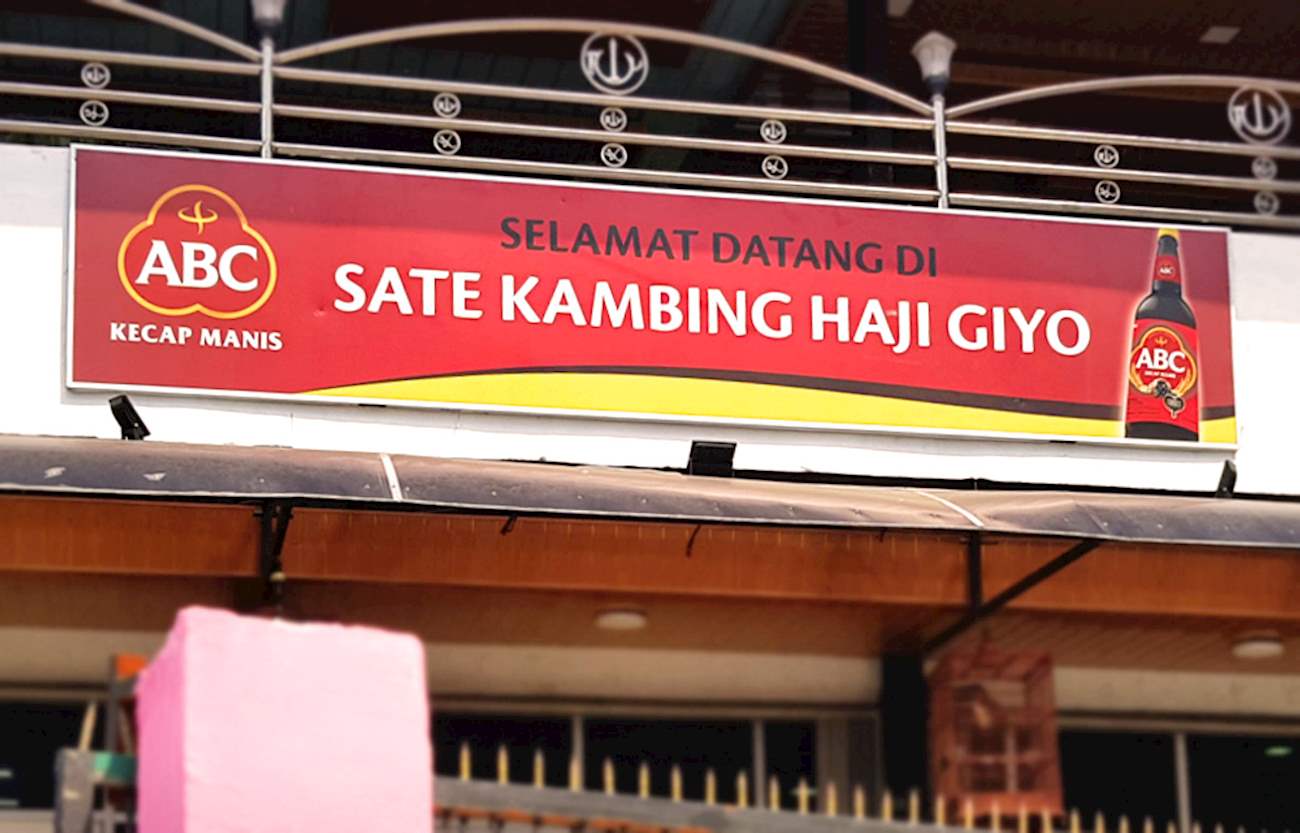 ABC
KECAP MANIS
SELAMAT DATANG DI
SATE KAMBING HAJI GIYO
ABC